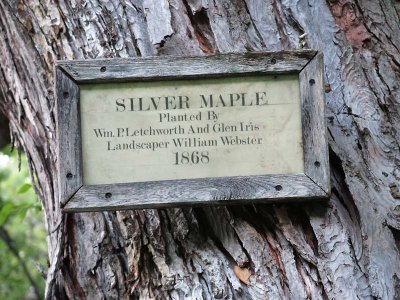 SILVER MAPLE
Planted By
Wm. P. Letchworth And Glen Iris
Landscaper William Webster
1868